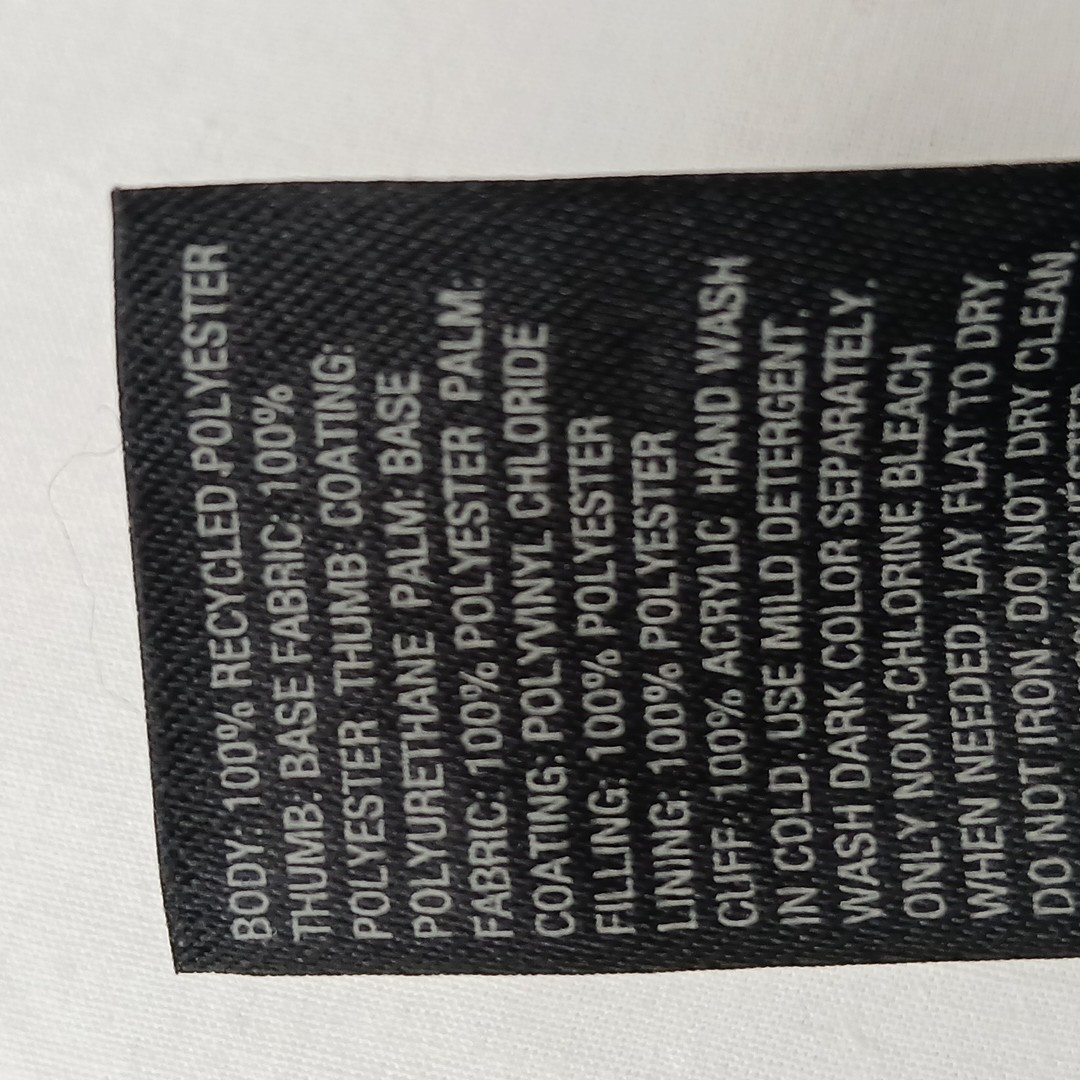 BODY: 100% RECYCLED POLYESTER
THUMB: BASE FABRIC: 100%
POLYESTER THUMB: COATING:
POLYURETHANE PALM: BASE
FABRIC: 100% POLYESTER PALM:
COATING: POLYVINYL CHLORIDE
FILLING: 100% POLYESTER
LINING: 100% POLYESTER
CUFF: 100% ACRYLIC HAND WASH
IN COLD. USE MILD DETERGENT.
WASH DARK COLOR SEPARATELY.
ONLY NON-CHLORINE BLEACH
WHEN NEEDED. LAY FLAT TO DRY.
DO NOT IRON. DO NOT DRY CLEAN.